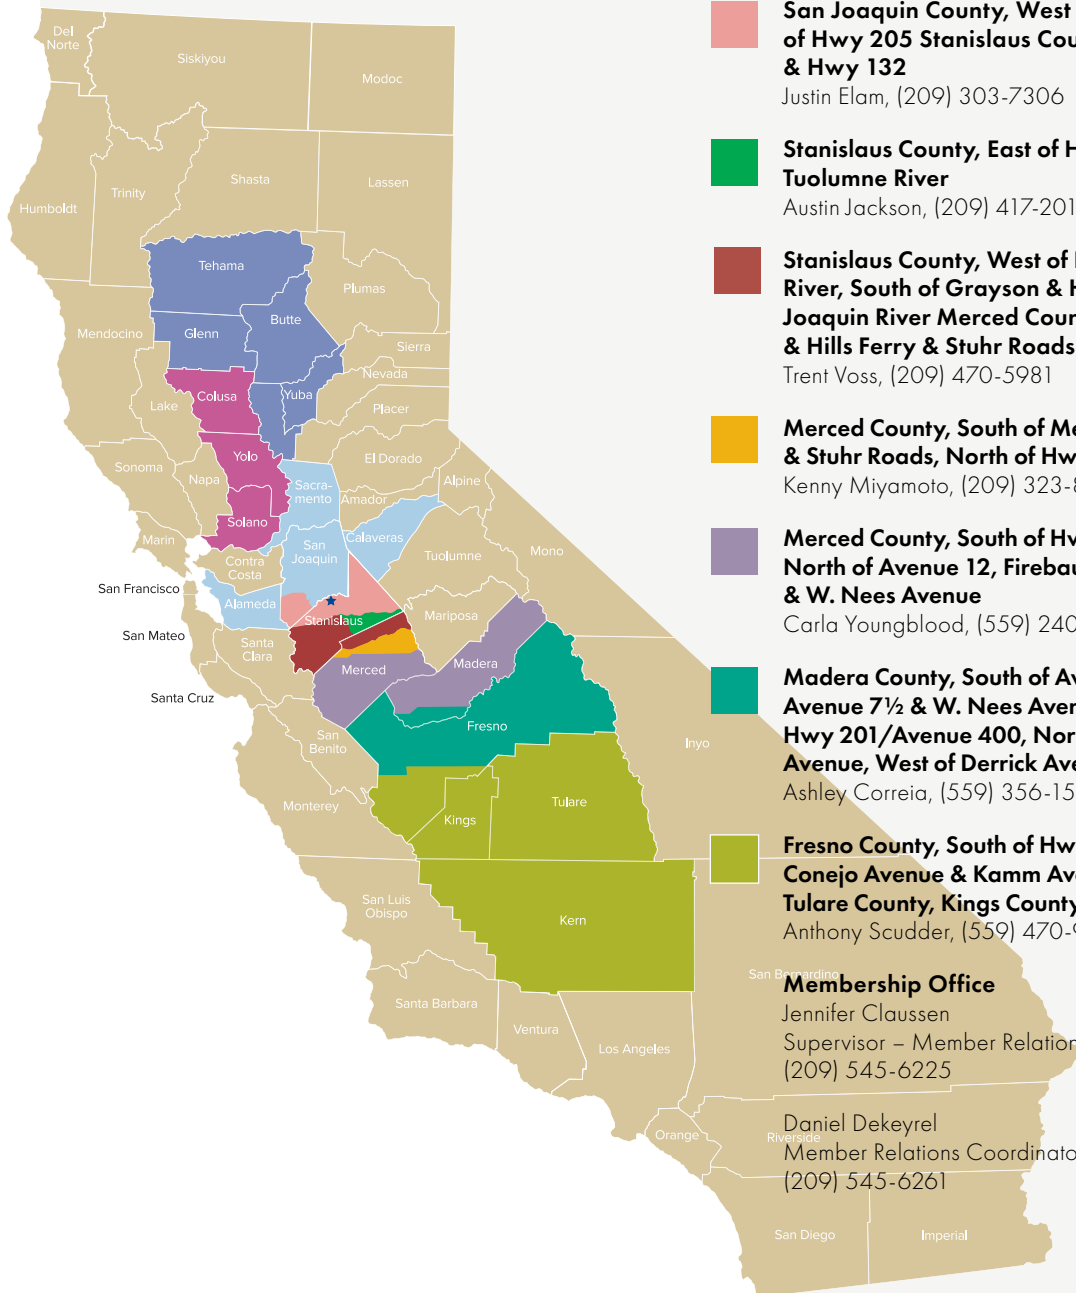 Del
Norte
Siskiyou
Modoc
Humboldt
Trinity
Shasta
Lassen
Tehama
Plumas
Mendocino
Glenn
Butte
Sierra
Nevada
Lake
Colusa
Yuba
Placer
Sonoma
Napa
Yolo
El Dorado
Sacra-
mento
Amador
Alpine
Marin
Solano
San
Joaquin
Calaveras
Contra
Costa
Tuolumne
Mono
San Francisco
Alameda
Stanislaus
Mariposa
San Mateo
Santa
Clara
Merced
Madera
Santa Cruz
San
Benito
Fresno
Inyo
Monterey
Kings
Tulare
San Luis
Obispo
Kern
San Bernardino
Santa Barbara
Ventura
Los Angeles
Orange
Riverside
San Diego
Imperial
San Joaquin County, West
of Hwy 205 Stanislaus Cou
& Hwy 132
Justin Elam, (209) 303-7306
Stanislaus County, East of H
Tuolumne River
Austin Jackson, (209) 417-201
Stanislaus County, West of
River, South of Grayson & H
Joaquin River Merced Coun
& Hills Ferry & Stuhr Roads
Trent Voss, (209) 470-5981
Merced County, South of Me
& Stuhr Roads, North of Hw
Kenny Miyamoto, (209) 323-8
Merced County, South of Hw
North of Avenue 12, Firebau
& W. Nees Avenue
Carla Youngblood, (559) 240
Madera County, South of Av
Avenue 7½ & W. Nees Aven
Hwy 201/Avenue 400, Nor
Avenue, West of Derrick Ave
Ashley Correia, (559) 356-15
Fresno County, South of Hw
Conejo Avenue & Kamm Av
Tulare County, Kings County
Anthony Scudder, (559) 470-9
Membership Office
Jennifer Claussen
Supervisor – Member Relation
(209) 545-6225
Daniel Dekeyrel
Member Relations Coordinato
(209) 545-6261